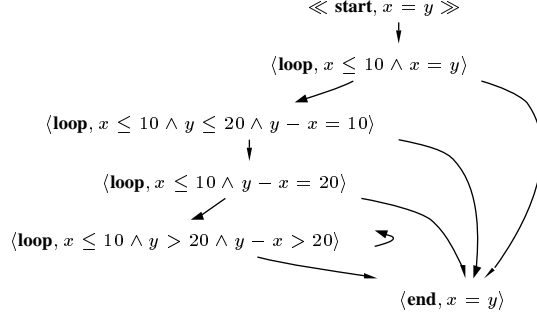 ≪ start, x = y ≫
⟨loop, x ≤ 10 ∧ x = y⟩
⟨loop, x ≤ 10 ∧ y ≤ 20 ∧ y − x = 10⟩
⟨loop, x ≤ 10 ∧ y − x = 20⟩
⟨loop, x ≤ 10 ∧ y > 20 ∧ y − x > 20⟩
⟨end, x = y⟩